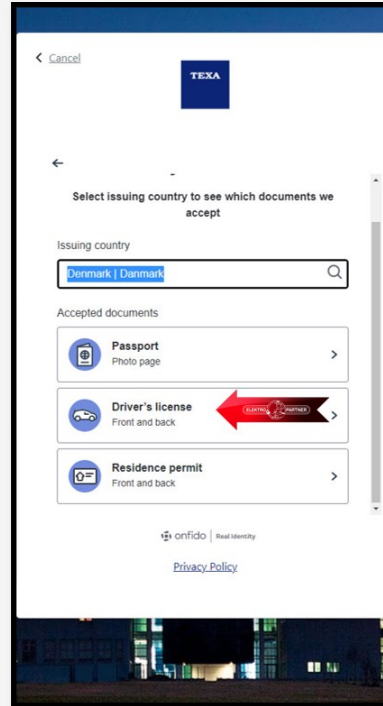 Cancel
TEXA
Select issuing country to see which documents we
accept
Issuing country
Denmark | Danmark
Accepted documents
Passport
Photo page
Driver's license
Front and back
ELEKTRO PARTNER
Residence permit
Front and back
onfido | Real Identity
Privacy Policy